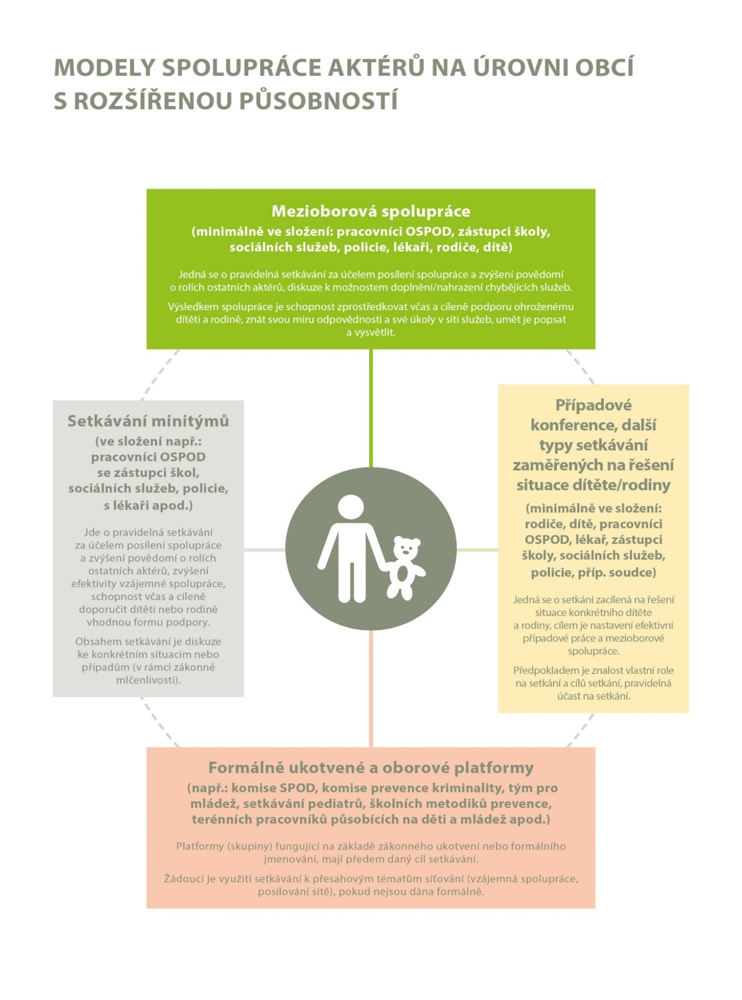 MODELY SPOLUPRÁCE AKTÉRŮ NA ÚROVNI OBCÍ
S ROZŠÍŘENOU PŮSOBNOSTÍ
Mezioborová spolupráce
(minimálně ve složení: pracovníci OSPOD, zástupci školy,
sociálních služeb, policie, lékaři, rodiče, dítě)
Jedná se o pravidelná setkávání za účelem posílení spolupráce a zvýšení povědomí
o rolích ostatních aktérů, diskuze k možnostem doplnění/nahrazení chybějících služeb.
Výsledkem spolupráce je schopnost zprostředkovat včas a cíleně podporu ohroženému
dítěti a rodině, znát svou míru odpovědnosti a své úkoly v síti služeb, umět je popsat
a vysvětlit.
Setkávání minitýmů
(ve složení např.:
pracovníci OSPOD
se zástupci škol,
sociálních služeb, policie,
s lékaři apod.)
Jde o pravidelná setkávání
za účelem posílení spolupráce
a zvýšení povědomí o rolích
ostatních aktérů, zvýšení
efektivity vzájemné spolupráce,
schopnost včas a cíleně
doporučit dítěti nebo rodině
vhodnou formu podpory.
Obsahem setkávání je diskuze
ke konkrétním situacím nebo
případům (v rámci zákonné
mlčenlivosti).
Případové
konference, další
typy setkávání
zaměřených na řešení
situace dítěte/rodiny
(minimálně ve složení:
rodiče, dítě, pracovníci
OSPOD, lékař, zástupci
školy, sociálních služeb,
policie, příp. soudce)
Jedná se o setkání zacílená na řešení
situace konkrétního dítěte
a rodiny, cílem je nastavení efektivní
případové práce a mezioborové
spolupráce.
Předpokladem je znalost vlastní role
na setkání a cílů setkání, pravidelná
účast na setkání.
Formálně ukotvené a oborové platformy
(např.: komise SPOD, komise prevence kriminality, tým pro
mládež, setkávání pediatrů, školních metodiků prevence,
terénních pracovníků působících na děti a mládež apod.)
Platformy (skupiny) fungující na základě zákonného ukotvení nebo formálního
jmenování, mají předem daný cíl setkávání.
Žádoucí je využití setkávání k přesahovým tématům síťování (vzájemná spolupráce,
posilování sítě), pokud nejsou dána formálně.